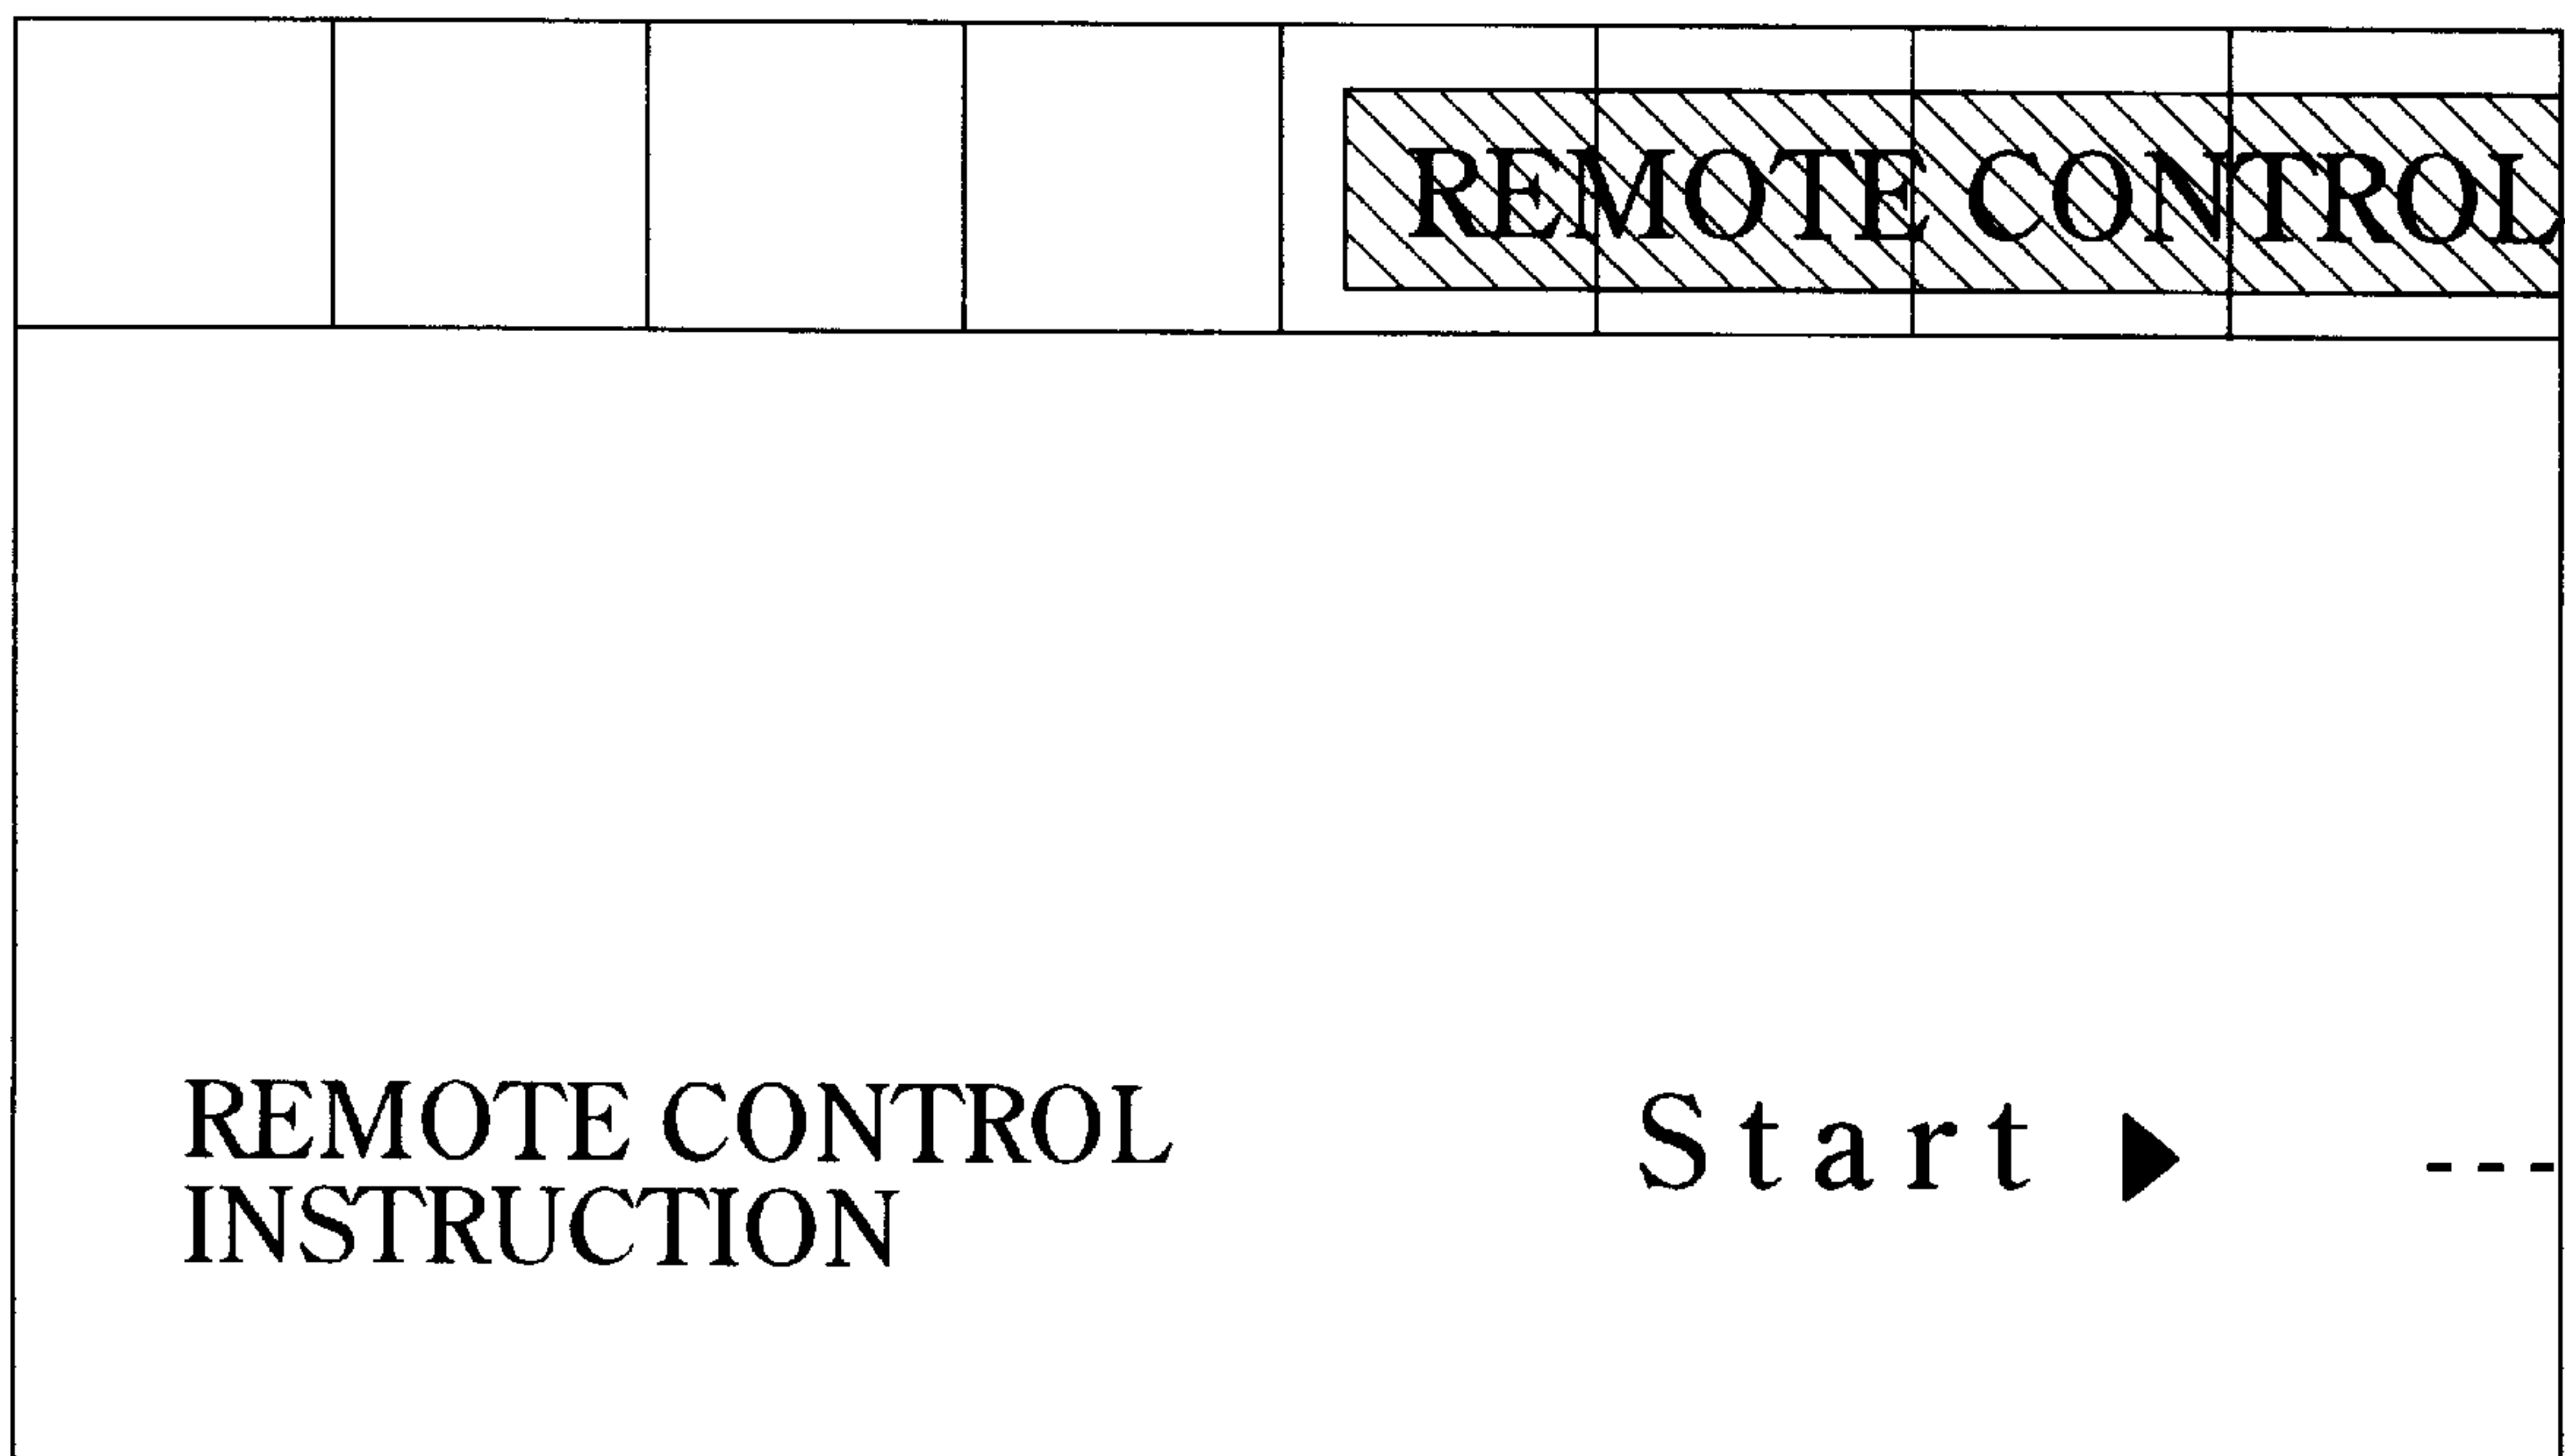 REMOTE CONTROL
REMOTE CONTROL
INSTRUCTION
Start ▶ ---